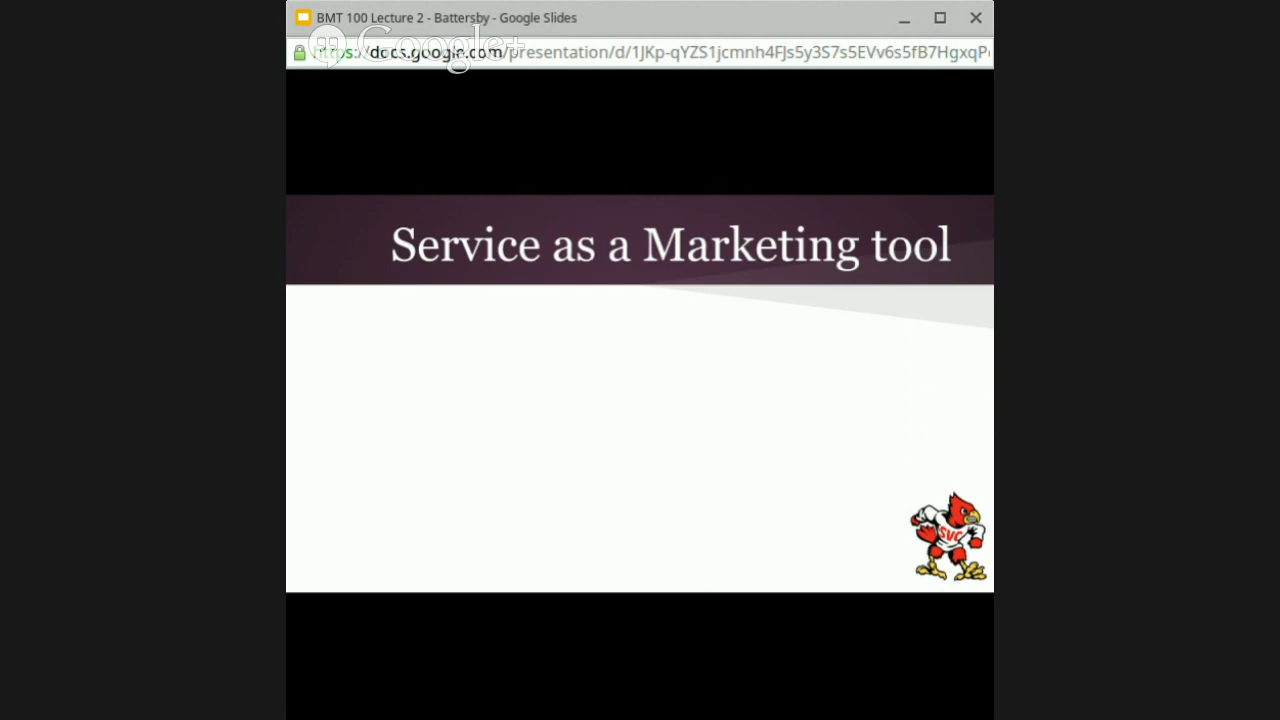 BMT 100 Lecture 2 - Battersby - Google Slides
Google+
https://docs.google.com/presentation/d/1JKp-qYZS1jcmnh4FJs5y3S7s5EVv6s5fB7HgxqP
Service as a Marketing tool
SVC